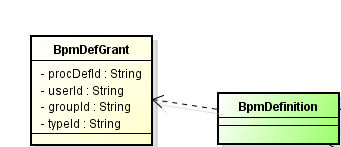 BpmDefGrant
- procDefId : String
- userId : String
- groupId : String
- typeId : String
BpmDefinition